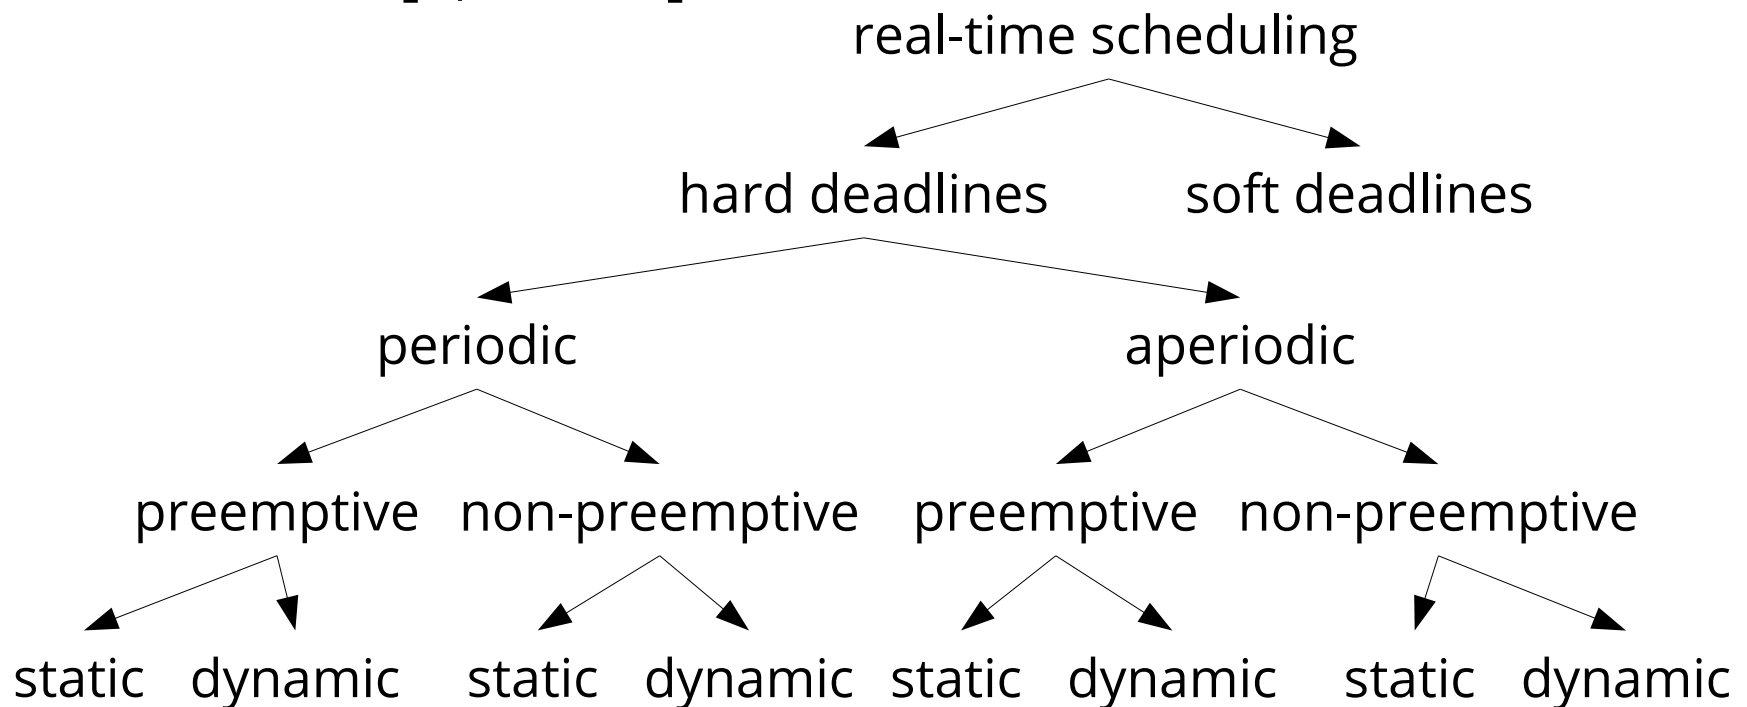 real-time scheduling
hard deadlines soft deadlines
periodic aperiodic
preemptive non-preemptive preemptive non-preemptive
static dynamic static dynamic static dynamic static dynamic